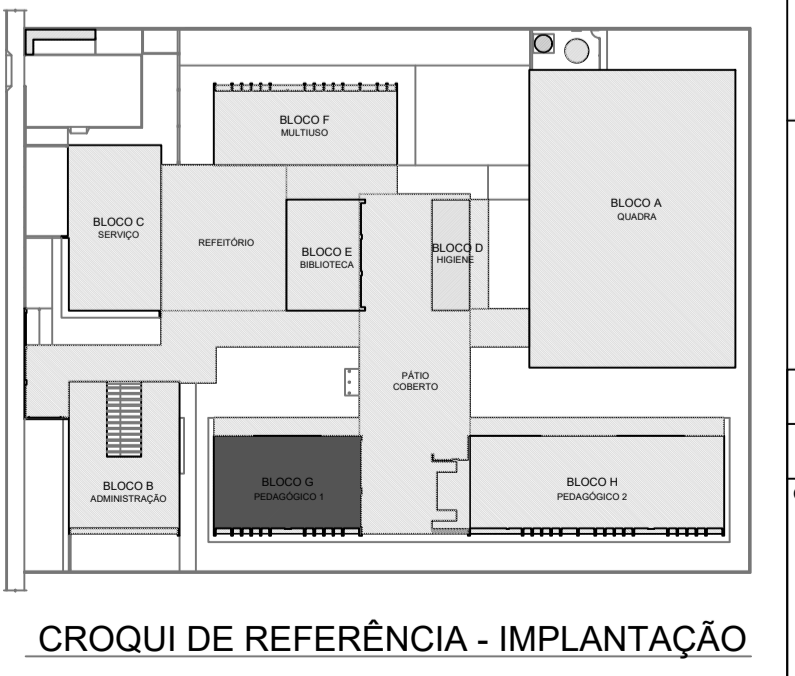 BLOCO F
MULTIUSO
BLOCO A
QUADRA
BLOCO C
SERVIÇO
REFEITÓRIO
BLOCO E
BIBLIOTECA
BLOCO D
HIGIENE
PÁTIO
COBERTO
BLOCO B
ADMINISTRAÇÃO
BLOCO G
PEDAGÓGICO 1
BLOCO H
PEDAGÓGICO 2
CROQUI DE REFERÊNCIA - IMPLANTAÇÃO